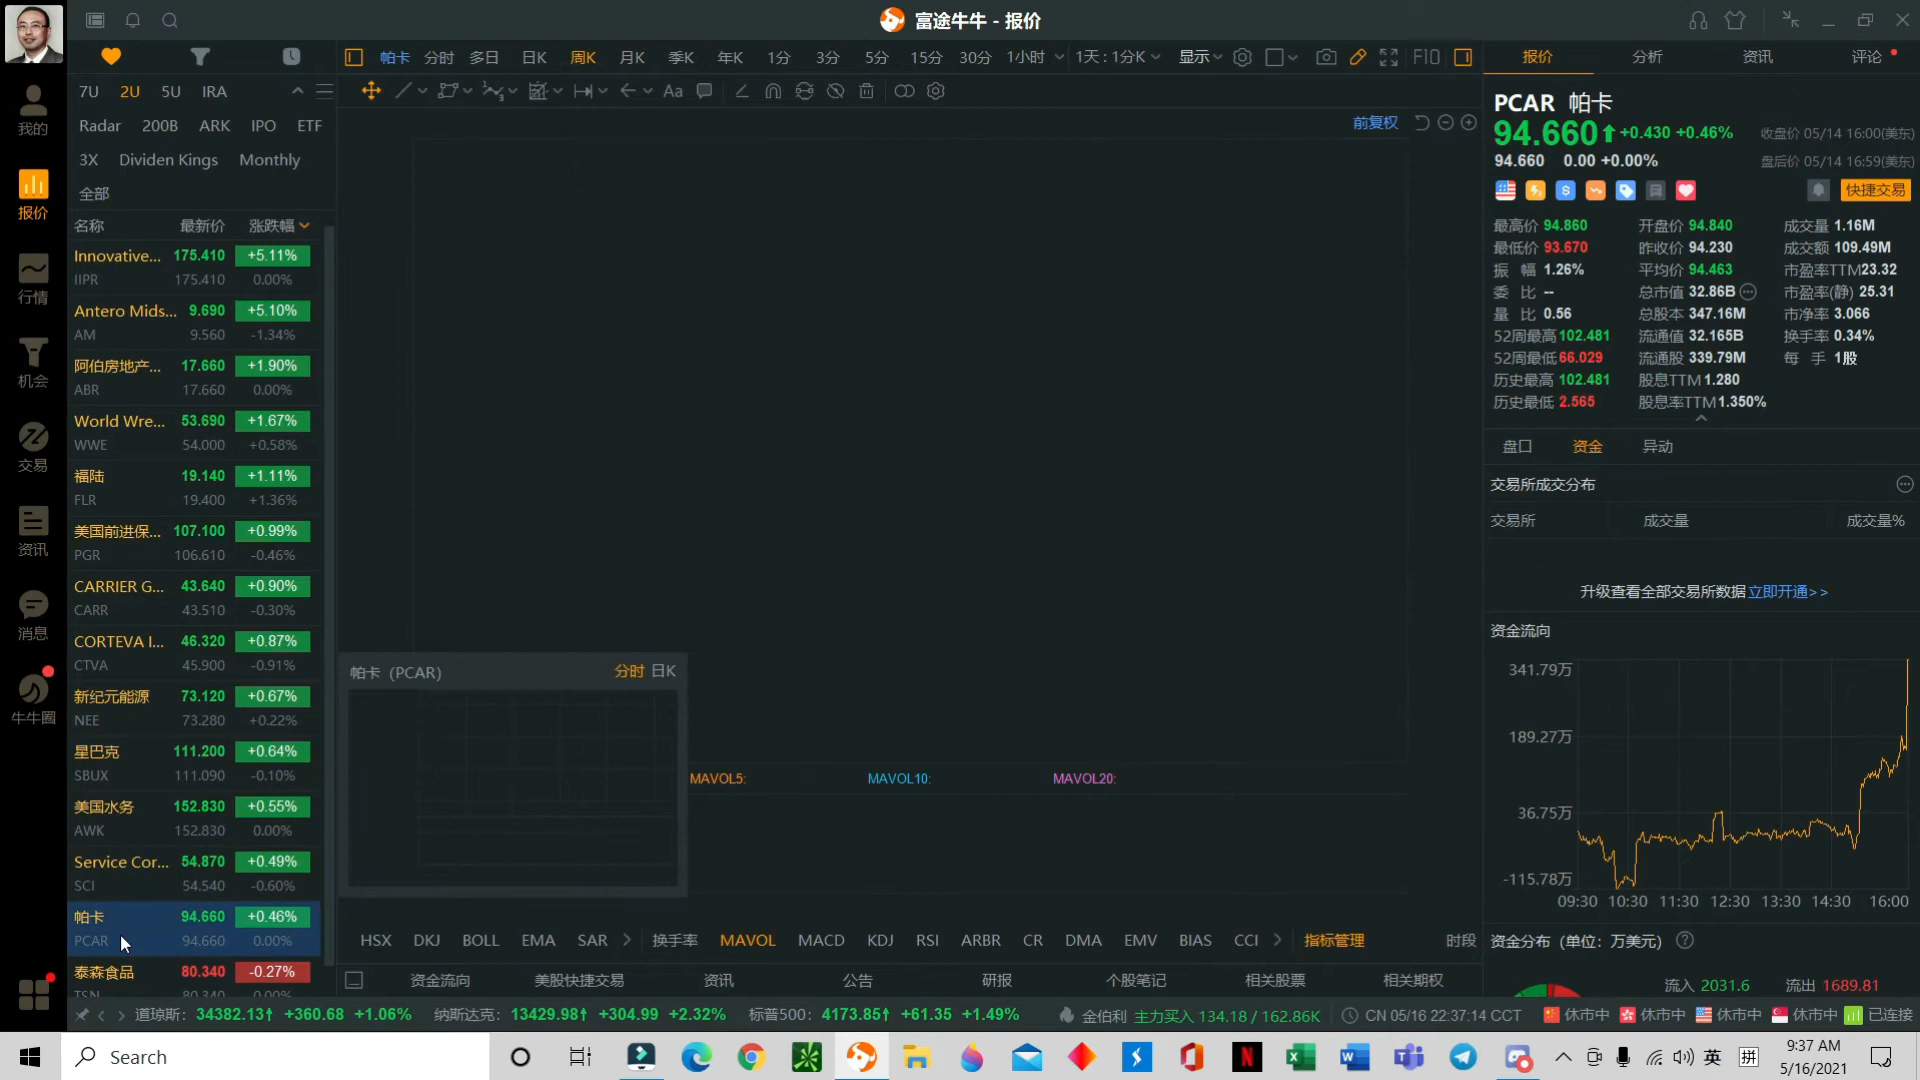 富途牛牛 - 报价
帕卡 分时 多日 日K 周K 月K 季K 年K 1分 3分 5分 15分 30分 1小时 1天 : 1分K 显示 F10
报价 分析 资讯 评论
我的
报价
行情
机会
交易
资讯
消息
牛牛圈
7U 2U 5U IRA
Radar 200B ARK IPO ETF
3X Dividen Kings Monthly
全部
名称 最新价 涨跌幅
Innovative... 175.410 +5.11%
IIPR 175.410 0.00%
Antero Mids... 9.690 +5.10%
AM 9.560 -1.34%
阿伯房地产... 17.660 +1.90%
ABR 17.660 0.00%
World Wre... 53.690 +1.67%
WWE 54.000 +0.58%
福陆 19.140 +1.11%
FLR 19.400 +1.36%
美国前进保... 107.100 +0.99%
PGR 106.610 -0.46%
CARRIER G... 43.640 +0.90%
CARR 43.510 -0.30%
CORTEVA I... 46.320 +0.87%
CTVA 45.900 -0.91%
新纪元能源 73.120 +0.67%
NEE 73.280 +0.22%
星巴克 111.200 +0.64%
SBUX 111.090 -0.10%
美国水务 152.830 +0.55%
AWK 152.830 0.00%
Service Cor... 54.870 +0.49%
SCI 54.540 -0.60%
帕卡 94.660 +0.46%
PCAR 94.660 0.00%
泰森食品 80.340 -0.27%
TSN 80.340 0.00%
Aa
前复权
帕卡 (PCAR) 分时 日K
MAVOL5: MAVOL10: MAVOL20:
HSX DKJ BOLL EMA SAR 换手率 MAVOL MACD KDJ RSI ARBR CR DMA EMV BIAS CCI 指标管理 时段
资金流向 美股快捷交易 资讯 公告 研报 个股笔记 相关股票 相关期权
PCAR 帕卡
94.660 +0.430 +0.46% 收盘价 05/14 16:00(美东)
94.660 0.00 +0.00% 盘后价 05/14 16:59(美东)
快捷交易
最高价 94.860 开盘价 94.840 成交量 1.16M
最低价 93.670 昨收价 94.230 成交额 109.49M
振 幅 1.26% 平均价 94.463 市盈率TTM 23.32
委 比 -- 总市值 32.86B 市盈率(静) 25.31
量 比 0.56 总股本 347.16M 市净率 3.066
52周最高 102.481 流通值 32.165B 换手率 0.34%
52周最低 66.029 流通股 339.79M 每 手 1股
历史最高 102.481 股息TTM 1.280
历史最低 2.565 股息率TTM 1.350%
盘口 资金 异动
交易所成交分布
交易所 成交量 成交量%
升级查看全部交易所数据 立即开通>>
资金流向
341.79万
189.27万
36.75万
-115.78万
09:30 10:30 11:30 12:30 13:30 14:30 16:00
资金分布 (单位：万美元)
流入 2031.6 流出 1689.81
道琼斯: 34382.13↑ +360.68 +1.06% 纳斯达克: 13429.98↑ +304.99 +2.32% 标普500: 4173.85↑ +61.35 +1.49% 金伯利 主力买入 134.18 / 162.86K CN 05/16 22:37:14 CCT 休市中 休市中 休市中 休市中 已连接
Search
英 拼
9:37 AM
5/16/2021